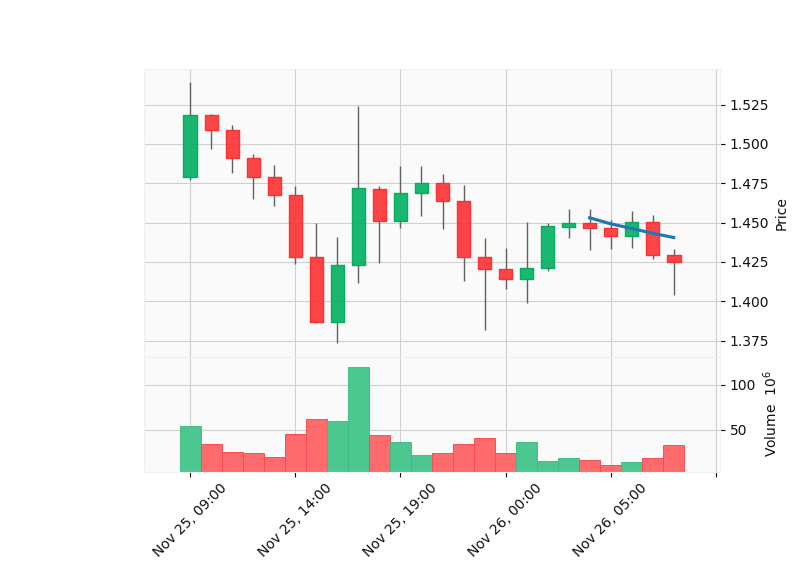 1.525
1.500
1.475
1.450
1.425
1.400
1.375
Price
100
50
Volume 10^6
Nov 25, 09:00
Nov 25, 14:00
Nov 25, 19:00
Nov 26, 00:00
Nov 26, 05:00